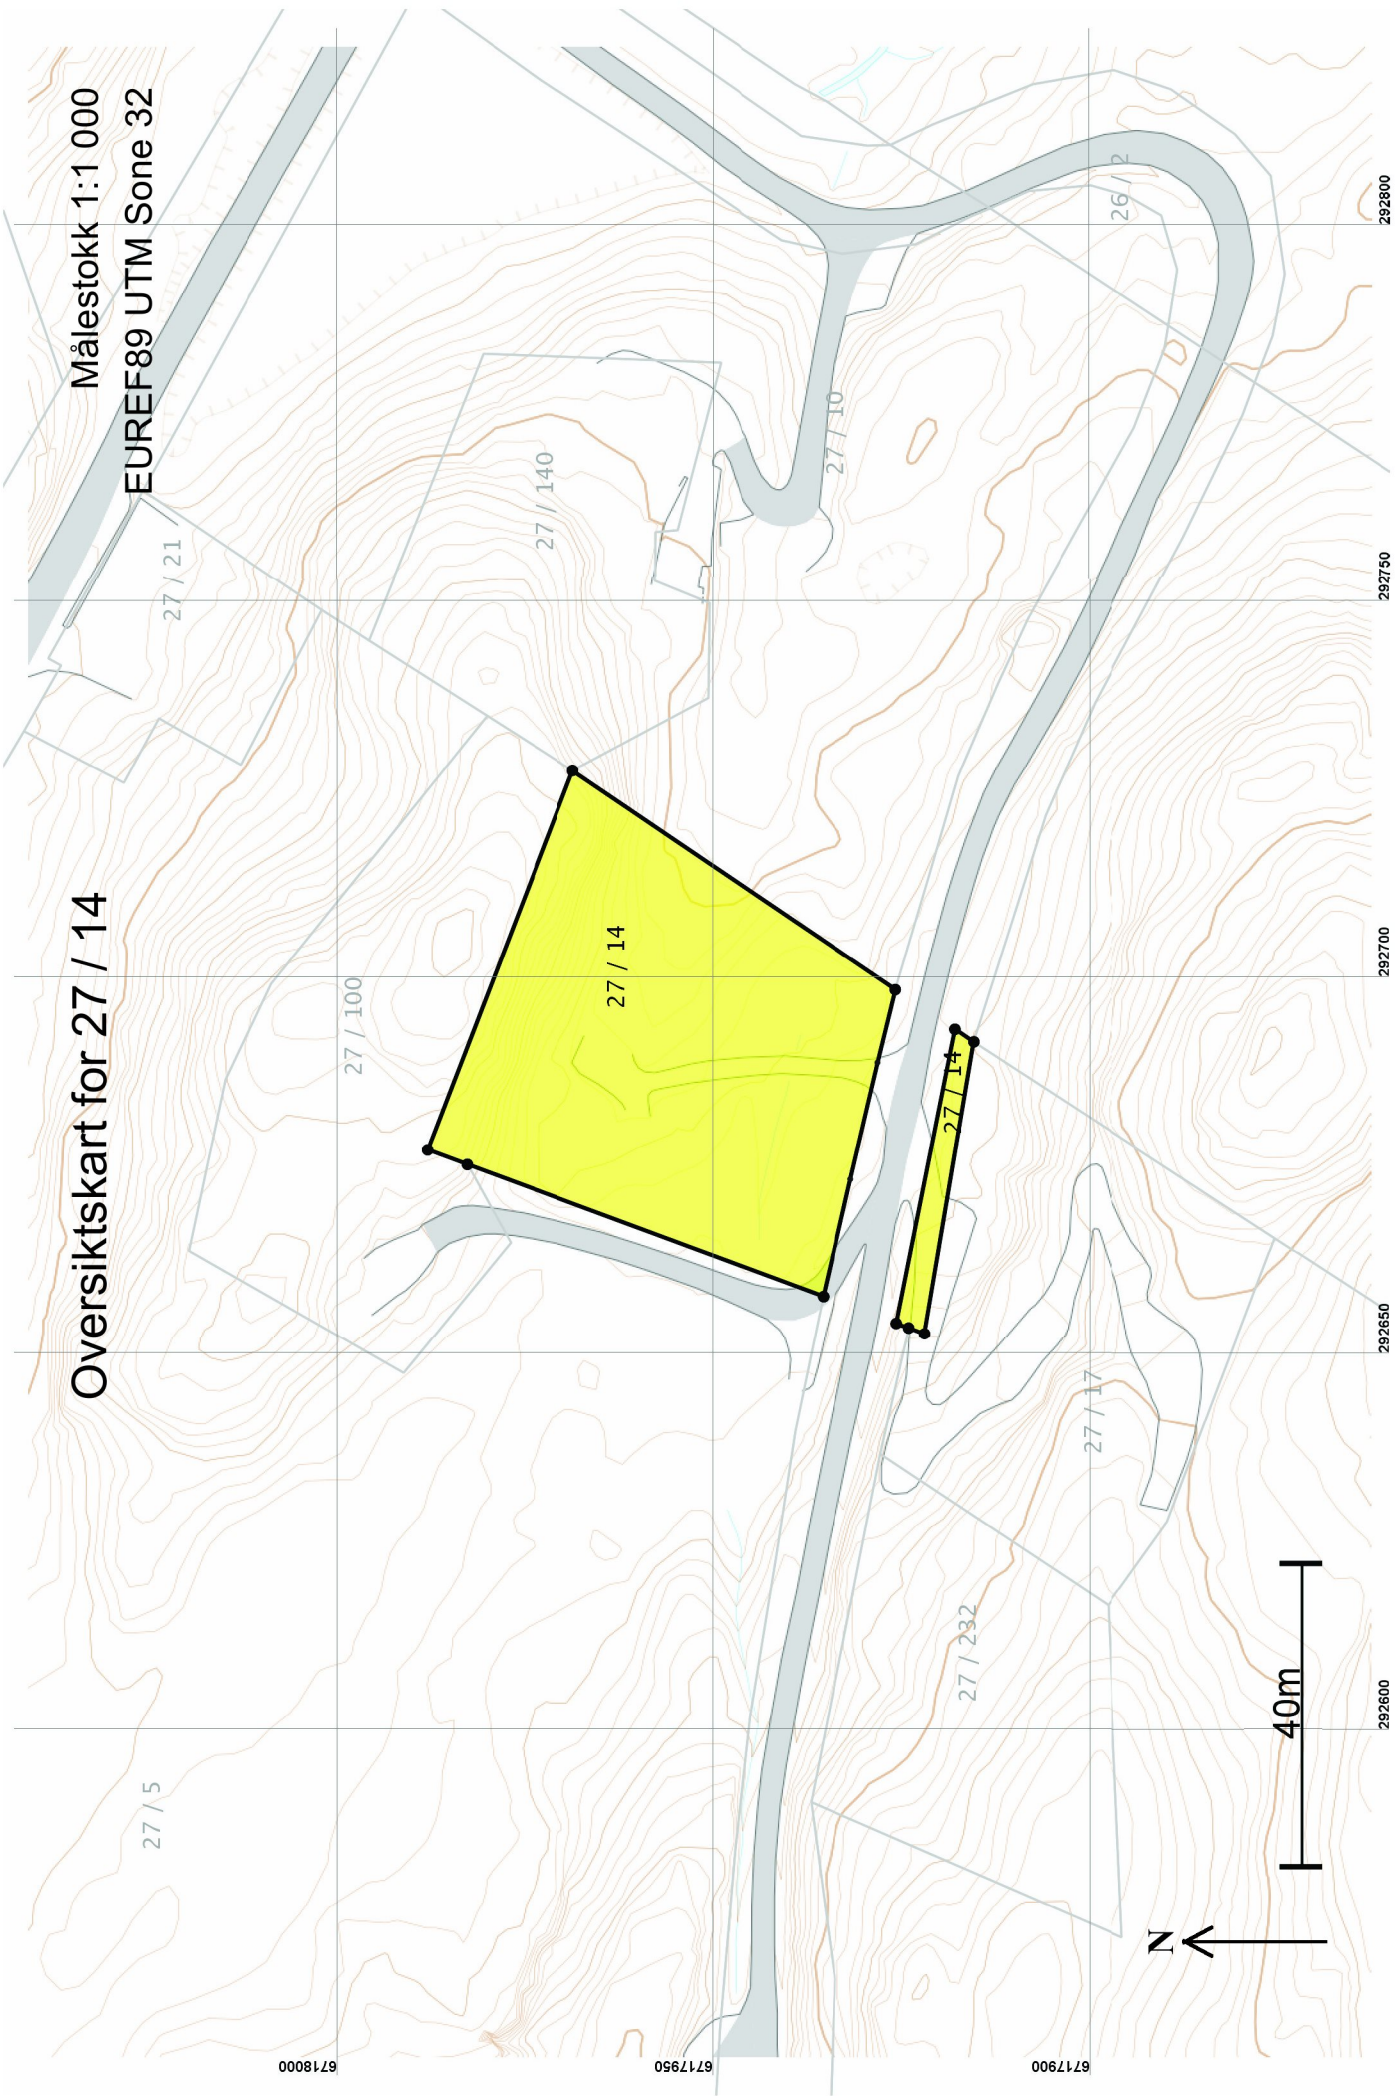 Oversiktskart for 27 / 14
Målestokk 1:1 000
EUREF89 UTM Sone 32
27 / 5
27 / 100
27 / 21
27 / 140
27 / 14
27 / 10
26 / 2
27 / 14
27 / 232
27 / 17
6718000
6717950
6717900
N
40m
292600
292650
292700
292750
292800